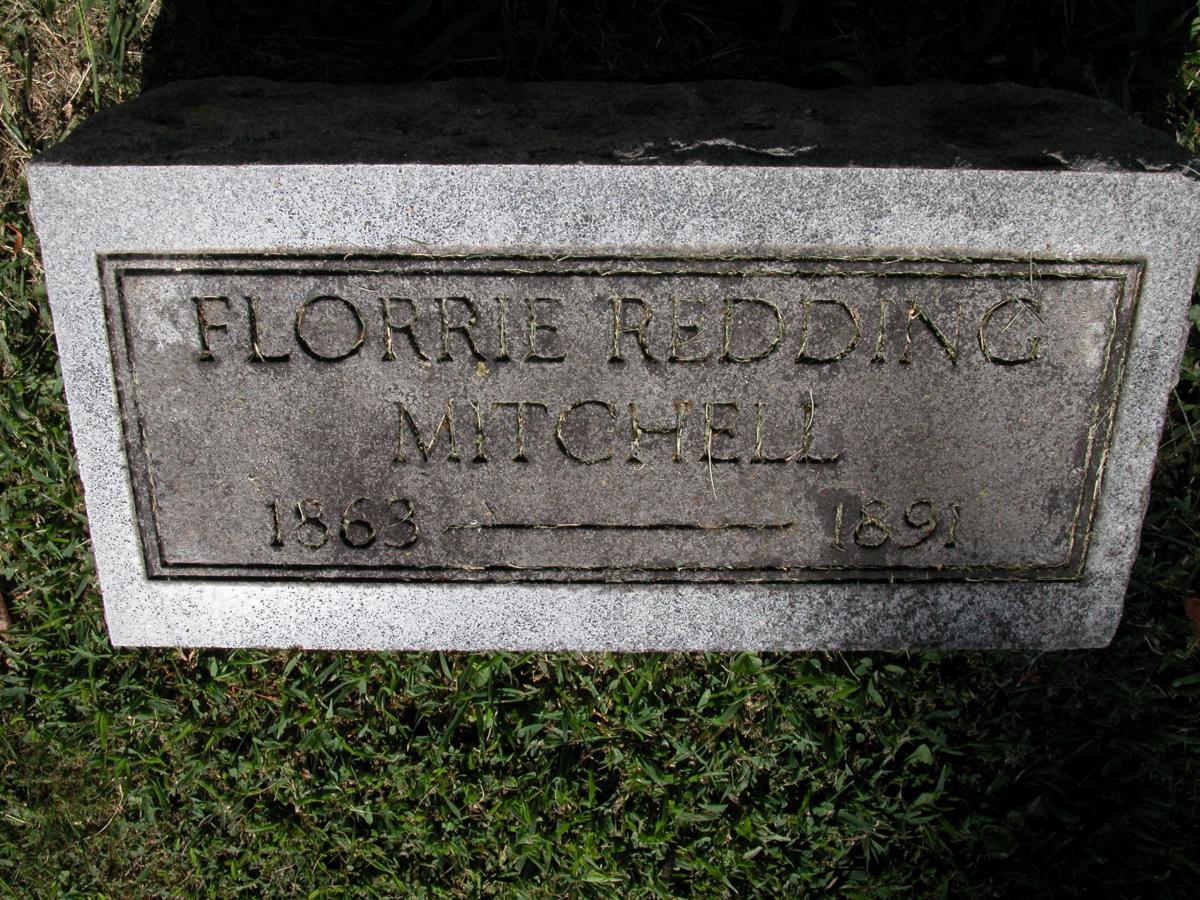 FLORRIE REDDING
MITCHELL
1863 — 1891